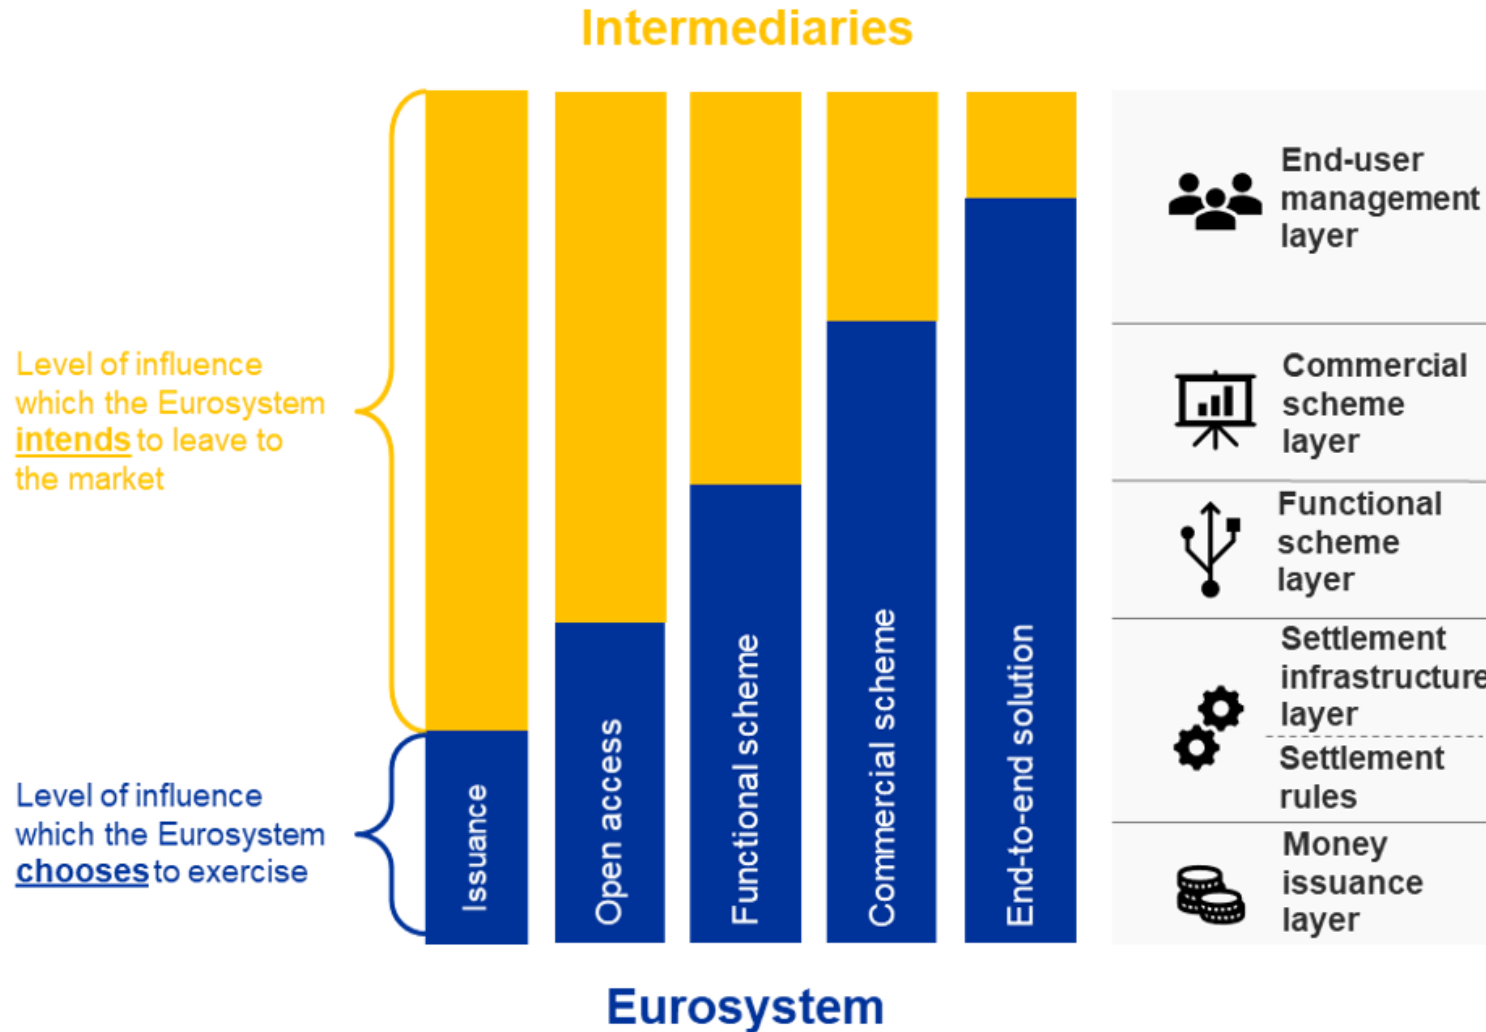 Intermediaries
Level of influence
which the Eurosystem
intends to leave to
the market
Level of influence
which the Eurosystem
chooses to exercise
Issuance
Open access
Functional scheme
Commercial scheme
End-to-end solution
End-user
management
layer
Commercial
scheme
layer
Functional
scheme
layer
Settlement
infrastructure
layer
Settlement
rules
Money
issuance
layer
Eurosystem